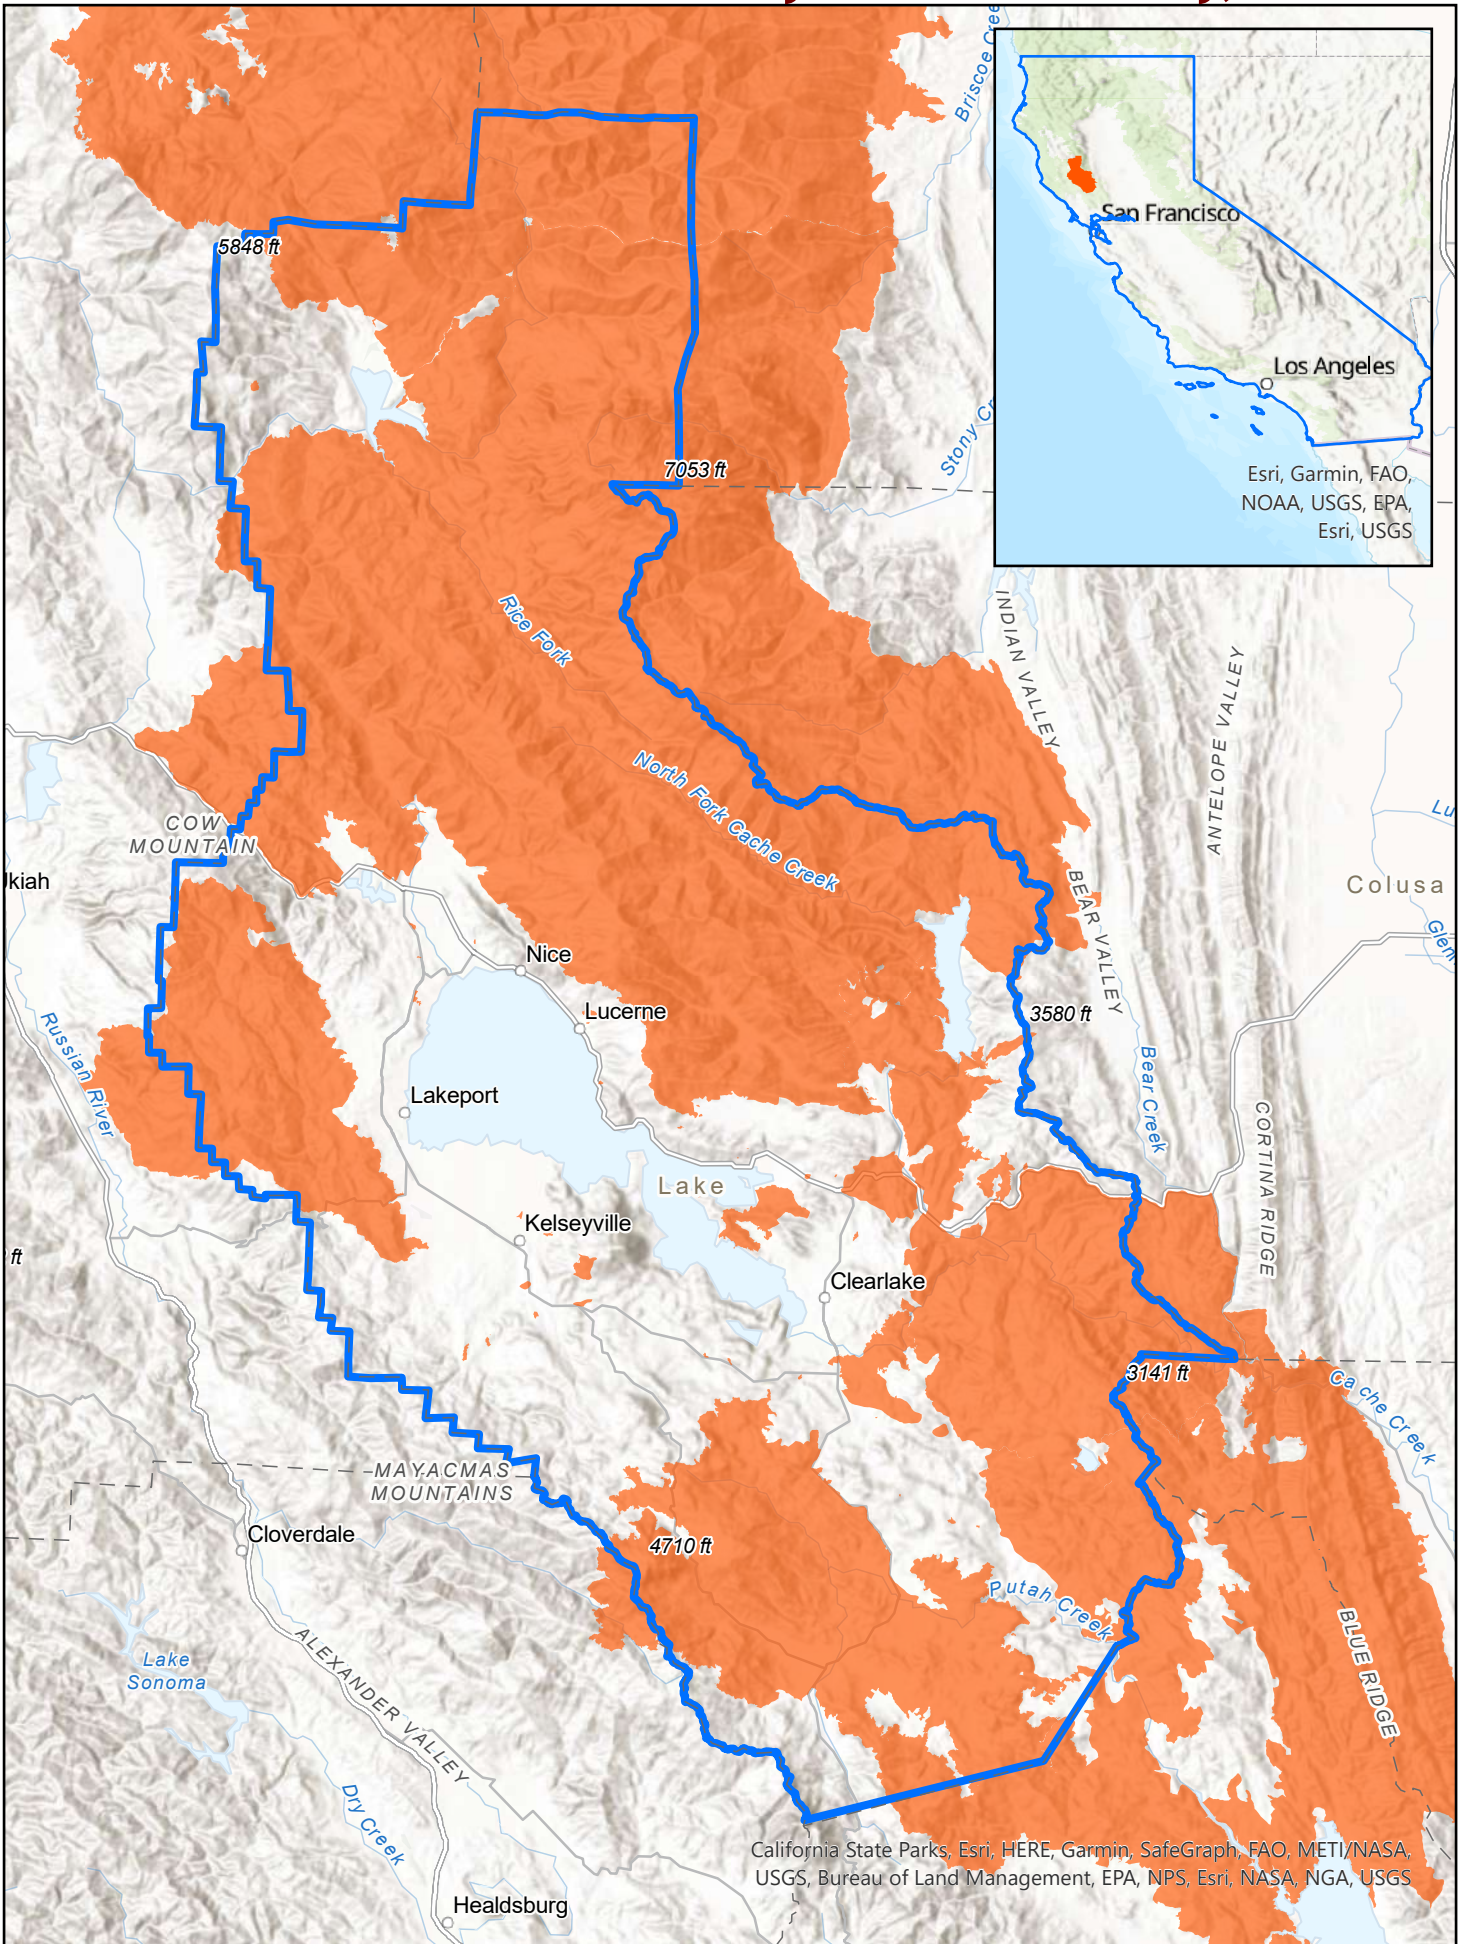 Briscoe Cree
San Francisco
Los Angeles
Esri, Garmin, FAO,
NOAA, USGS, EPA,
Esri, USGS
5848 ft
7053 ft
Stony Cr
Rice Fork
INDIAN VALLEY
ANTELOPE VALLEY
North Fork Cache Creek
COW
MOUNTAIN
Lu
kiah
BEAR VALLEY
Colusa
Glenn
Nice
Lucerne
3580 ft
Russian River
Lakeport
Bear Creek
CORTINA RIDGE
Lake
Kelseyville
ft
Clearlake
3141 ft
Cache Creek
MAYACMAS
MOUNTAINS
Cloverdale
4710 ft
Putah Creek
BLUE RIDGE
Lake
Sonoma
ALEXANDER VALLEY
Dry Creek
California State Parks, Esri, HERE, Garmin, SafeGraph, FAO, METI/NASA,
USGS, Bureau of Land Management, EPA, NPS, Esri, NASA, NGA, USGS
Healdsburg